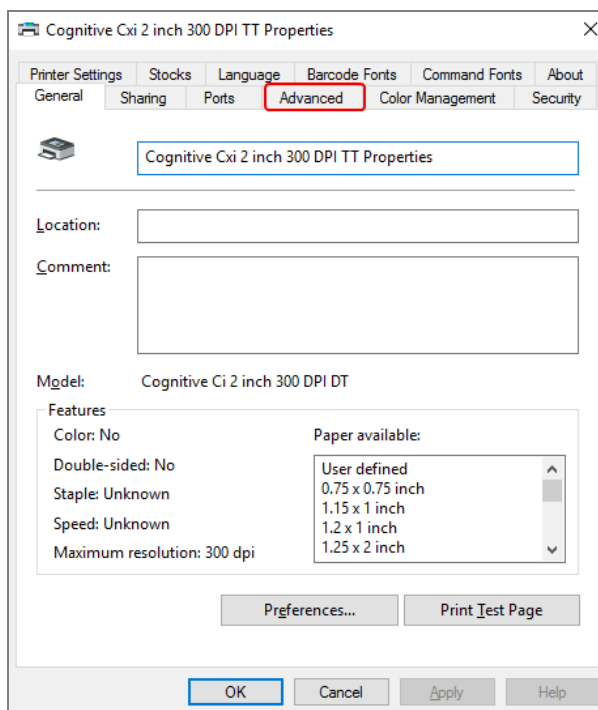 Cognitive Cxi 2 inch 300 DPI TT Properties
Printer Settings Stocks Language Barcode Fonts Command Fonts About
General Sharing Ports Advanced Color Management Security
Cognitive Cxi 2 inch 300 DPI TT Properties
Location:
Comment:
Model: Cognitive Ci 2 inch 300 DPI DT
Features
Color: No Paper available:
Double-sided: No User defined
Staple: Unknown 0.75 x 0.75 inch
Speed: Unknown 1.15 x 1 inch
Maximum resolution: 300 dpi 1.2 x 1 inch
1.25 x 2 inch
Preferences... Print Test Page
OK Cancel Apply Help